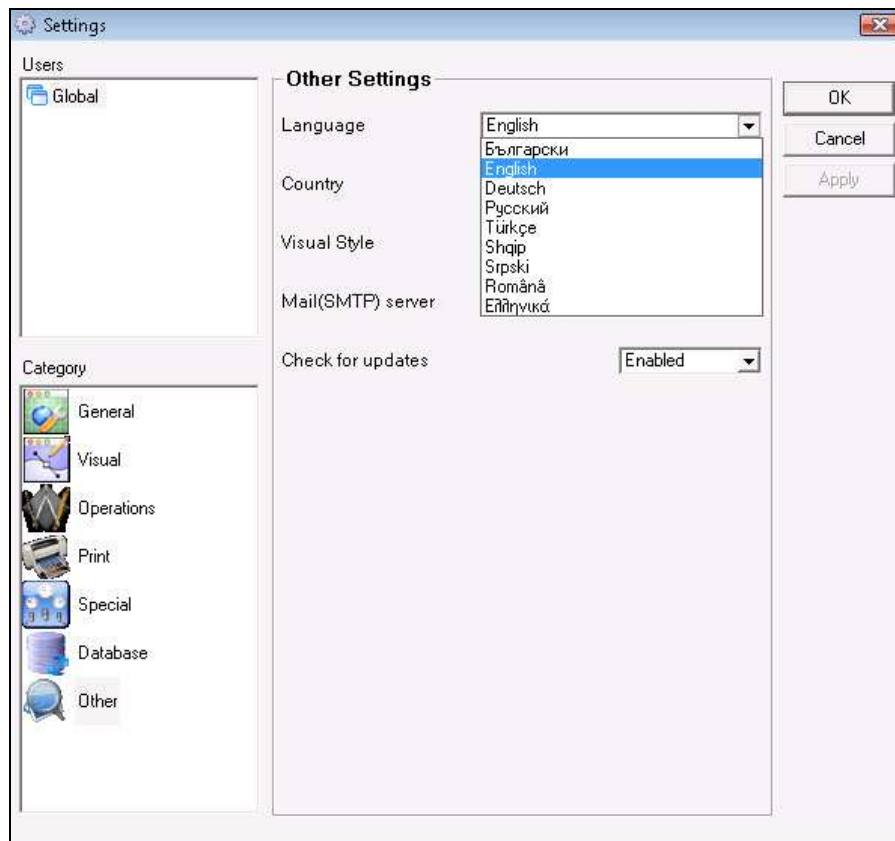 Settings
Users
Global
Other Settings
Language
English
Български
English
Deutsch
Русский
Türkçe
Shqip
Srpski
Română
Ελληνικά
Country
Visual Style
Mail(SMTP) server
Check for updates
Enabled
OK
Cancel
Apply
Category
General
Visual
Operations
Print
Special
Database
Other